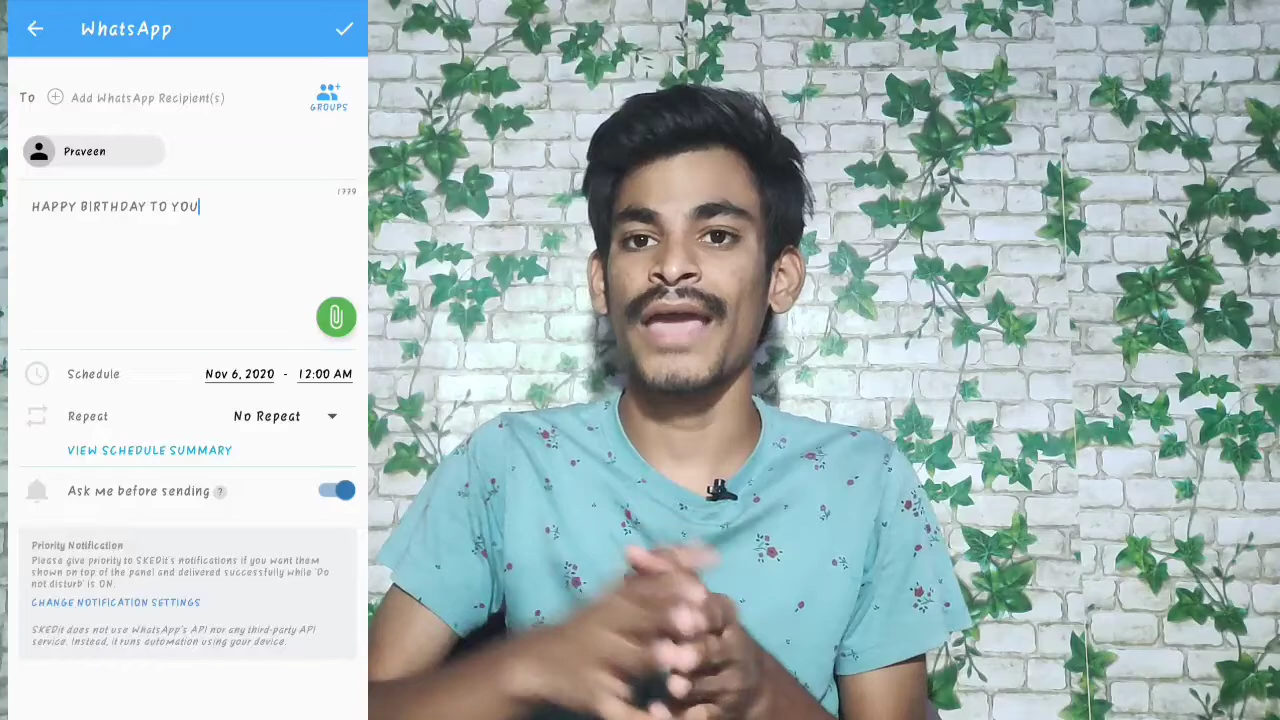 WhatsApp
To Add WhatsApp Recipient(s)
GROUPS
Praveen
1779
HAPPY BIRTHDAY TO YOU
Schedule Nov 6, 2020 - 12:00 AM
Repeat No Repeat
VIEW SCHEDULE SUMMARY
Ask Me before sending ?
Priority Notification
Please give priority to SKEDit's notifications if you want them
shown on top of the panel and delivered successfully while 'Do
not disturb' is ON.
CHANGE NOTIFICATION SETTINGS
SKEDit does not use WhatsApp's API nor any third-party API
service. Instead, it runs automation using your device.